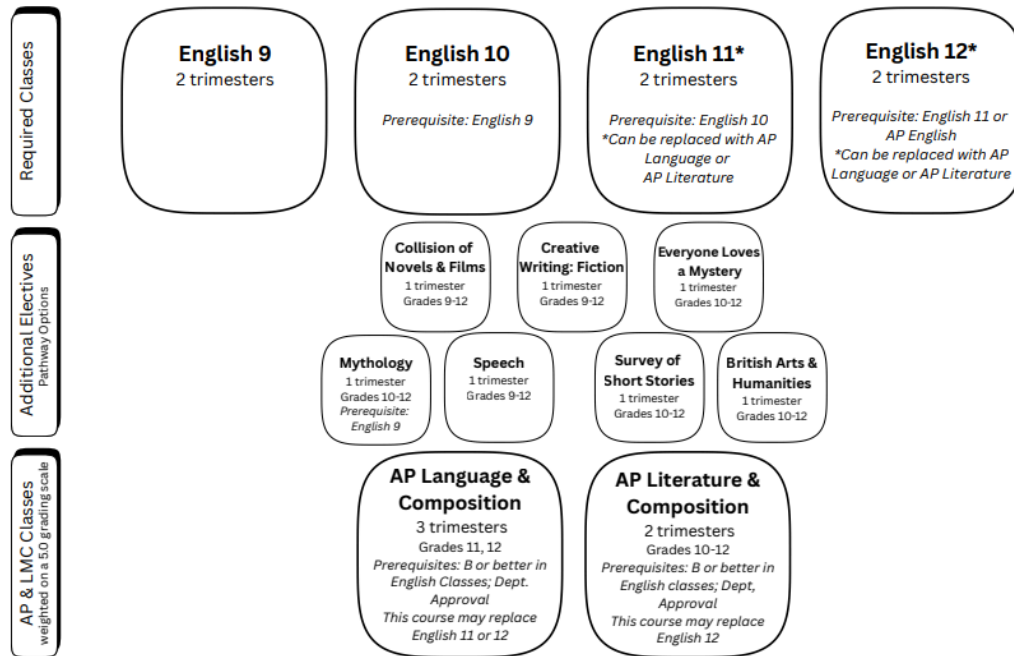 Required Classes
English 9
2 trimesters
English 10
2 trimesters
Prerequisite: English 9
English 11*
2 trimesters
Prerequisite: English 10
*Can be replaced with AP
Language or
AP Literature
English 12*
2 trimesters
Prerequisite: English 11 or
AP English
*Can be replaced with AP
Language or AP Literature
Additional Electives
Pathway Options
Collision of
Novels & Films
1 trimester
Grades 9-12
Creative
Writing: Fiction
1 trimester
Grades 9-12
Everyone Loves
a Mystery
1 trimester
Grades 10-12
Mythology
1 trimester
Grades 10-12
Prerequisite:
English 9
Speech
1 trimester
Grades 9-12
Survey of
Short Stories
1 trimester
Grades 10-12
British Arts &
Humanities
1 trimester
Grades 10-12
AP & LMC Classes
weighted on a 5.0 grading scale
AP Language &
Composition
3 trimesters
Grades 11, 12
Prerequisites: B or better in
English Classes; Dept.
Approval
This course may replace
English 11 or 12
AP Literature &
Composition
2 trimesters
Grades 10-12
Prerequisites: B or better in
English classes; Dept,
Approval
This course may replace
English 12